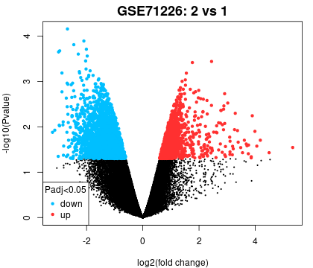 GSE71226: 2 vs 1
-log10(Pvalue)
4
3
2
1
0
Padj<0.05
down
up
-2
0
2
4
log2(fold change)